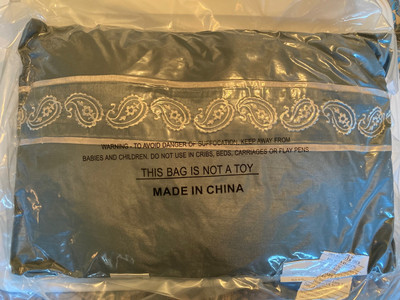 WARNING - TO AVOID DANGER OF SUFFOCATION, KEEP AWAY FROM
BABIES AND CHILDREN. DO NOT USE IN CRIBS, BEDS, CARRIAGES OR PLAY PENS
THIS BAG IS NOT A TOY
MADE IN CHINA